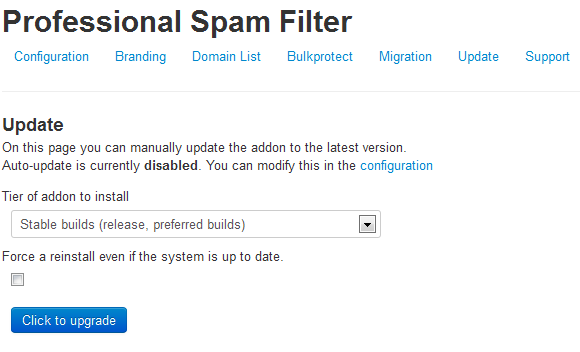 Professional Spam Filter
Configuration Branding Domain List Bulkprotect Migration Update Support
Update
On this page you can manually update the addon to the latest version.
Auto-update is currently disabled. You can modify this in the configuration
Tier of addon to install
Stable builds (release, preferred builds)
Force a reinstall even if the system is up to date.
Click to upgrade